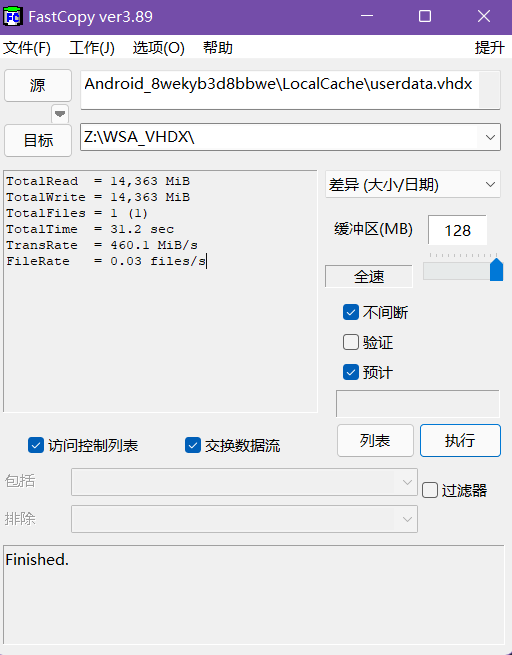 FastCopy ver3.89
文件(F) 工作(J) 选项(O) 帮助 提升
源 Android_8wekyb3d8bbwe\LocalCache\userdata.vhdx
目标 Z:\WSA_VHDX\
TotalRead = 14,363 MiB
TotalWrite = 14,363 MiB
TotalFiles = 1 (1)
TotalTime = 31.2 sec
TransRate = 460.1 MiB/s
FileRate = 0.03 files/s
差异 (大小/日期)
缓冲区(MB) 128
全速
不间断
验证
预计
访问控制列表 交换数据流 列表 执行
包括
过滤器
排除
Finished.